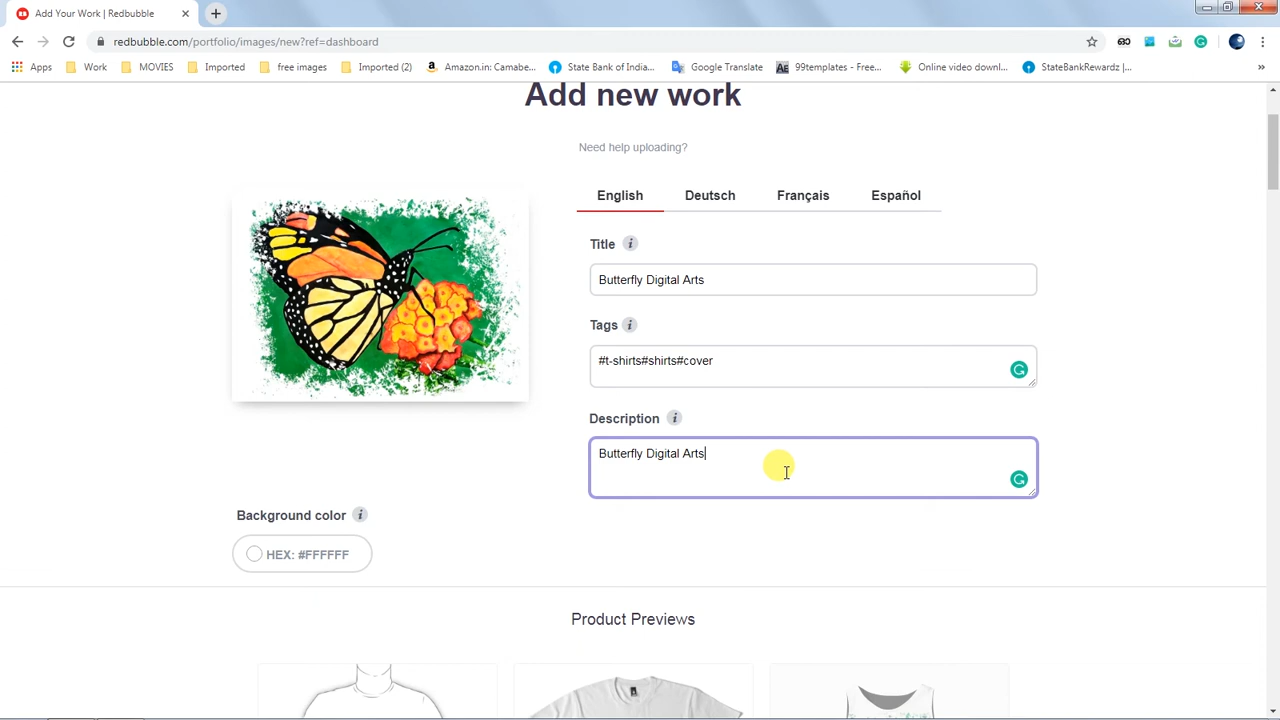 Add Your Work | Redbubble
redbubble.com/portfolio/images/new?ref=dashboard
Apps Work MOVIES Imported free images Imported (2) Amazon.in: Camabe... State Bank of India... Google Translate AE 99templates - Free... Online video downl... StateBankRewardz |... »
Add new work
Need help uploading?
English Deutsch Français Español
Title i
Butterfly Digital Arts
Tags i
#t-shirts#shirts#cover
Description i
Butterfly Digital Arts
Background color i
HEX: #FFFFFF
Product Previews